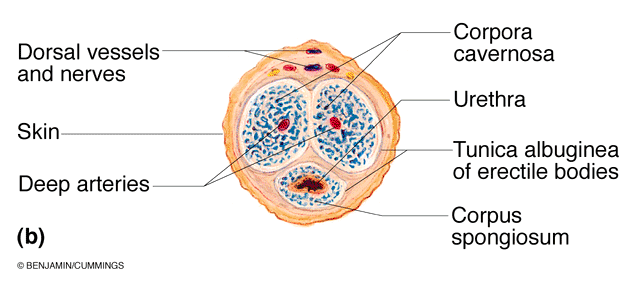 Dorsal vessels
and nerves
Skin
Deep arteries
(b)
© BENJAMIN/CUMMINGS
Corpora
cavernosa
Urethra
Tunica albuginea
of erectile bodies
Corpus
spongiosum